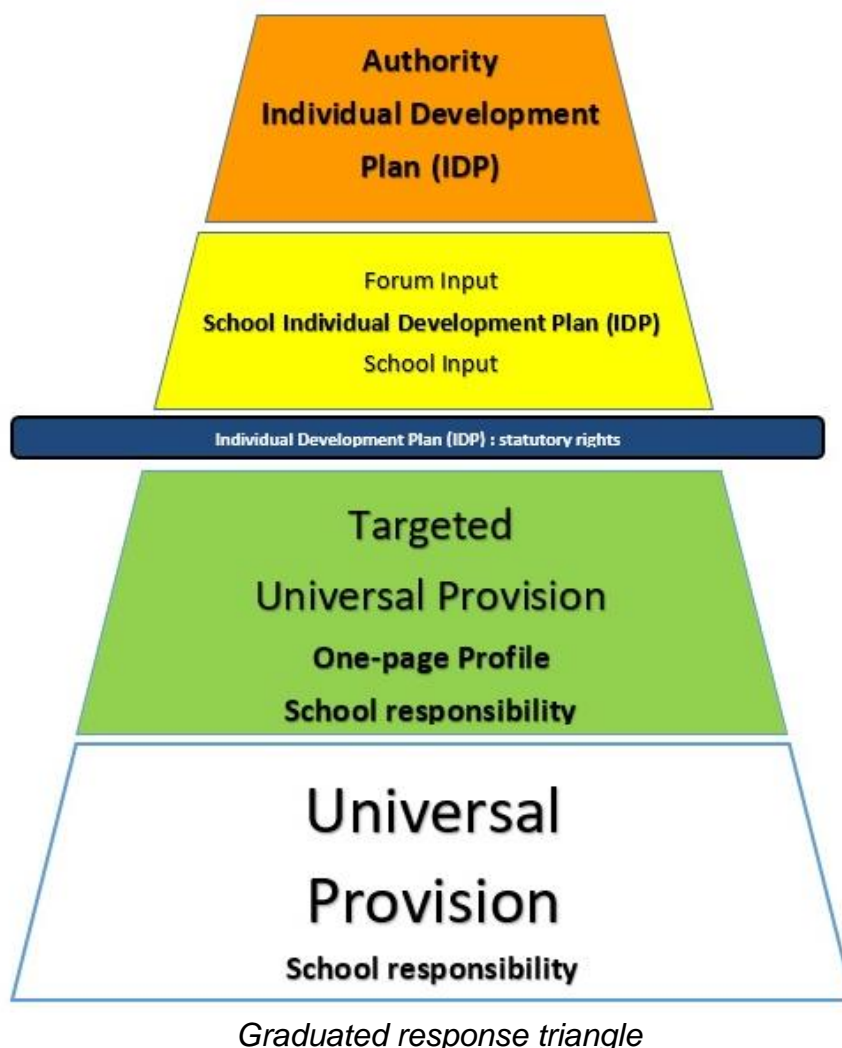 Authority
Individual Development
Plan (IDP)
Forum Input
School Individual Development Plan (IDP)
School Input
Individual Development Plan (IDP) : statutory rights
Targeted
Universal Provision
One-page Profile
School responsibility
Universal
Provision
School responsibility
Graduated response triangle